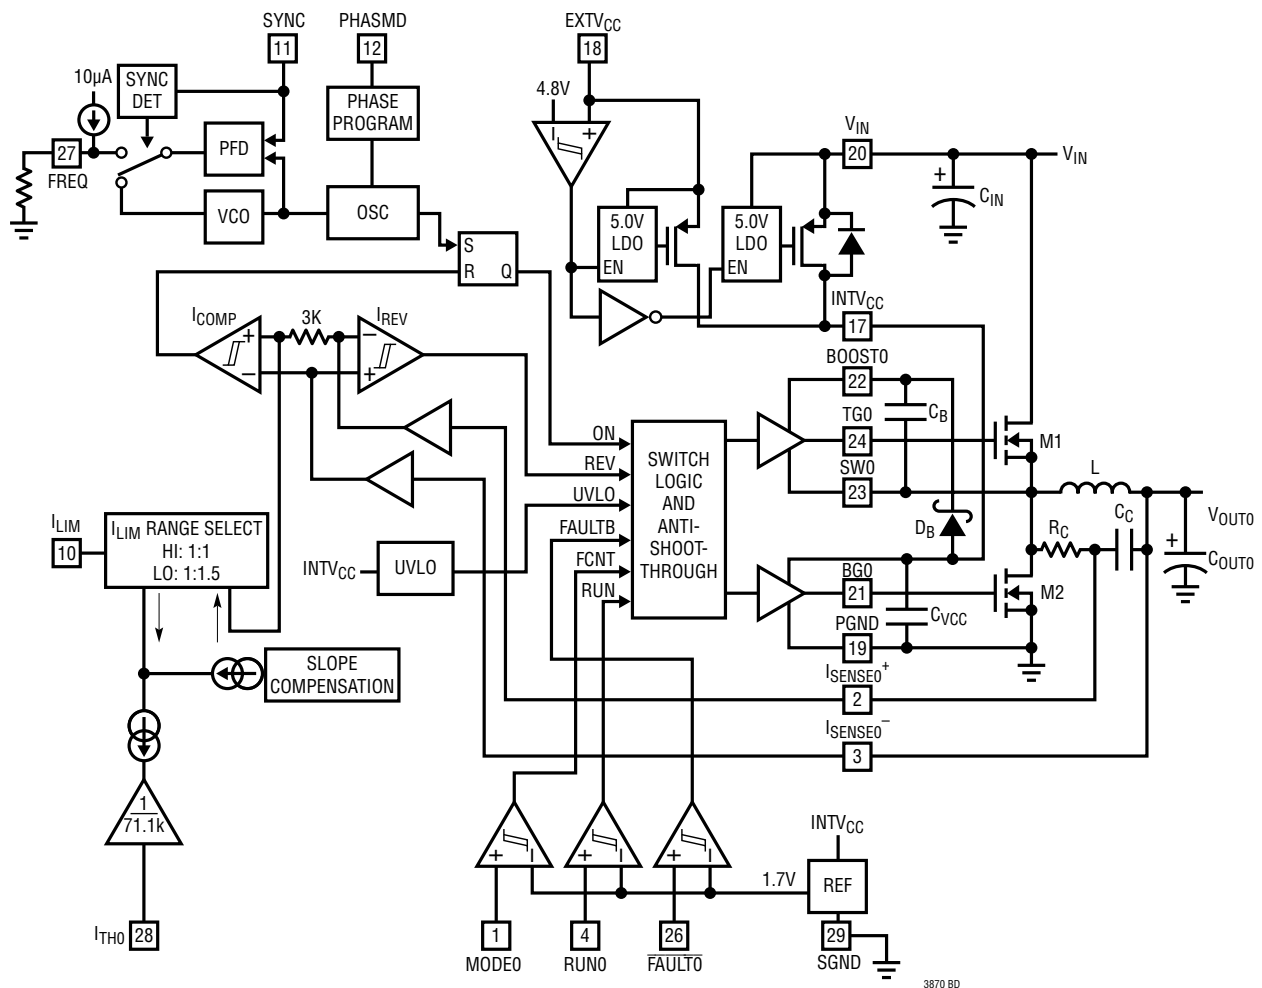 SYNC
11
PHASMD
12
EXTVCC
18
10µA
SYNC
DET
PHASE
PROGRAM
4.8V
+
VIN
20
VIN
27
FREQ
PFD
+
CIN
VCO
OSC
5.0V
LDO
EN
5.0V
LDO
EN
S
R Q
INTVCC
17
ICOMP
3K
IREV
+
–
–
+
BOOST0
22
CB
TG0
24
M1
SW0
23
ON
REV
UVLO
FAULTB
FCNT
RUN
SWITCH
LOGIC
AND
ANTI-
SHOOT-
THROUGH
L
VOUT0
RC
CC
+
COUT0
DB
ILIM
10
ILIM RANGE SELECT
HI: 1:1
LO: 1:1.5
INTVCC
UVLO
BG0
21
M2
CVCC
PGND
19
SLOPE
COMPENSATION
ISENSE0+
2
ISENSE0–
3
1
71.1k
+ –
+ –
+ –
INTVCC
1.7V
REF
ITH0
28
1
MODE0
4
RUN0
26
FAULT0
29
SGND
3870 BD